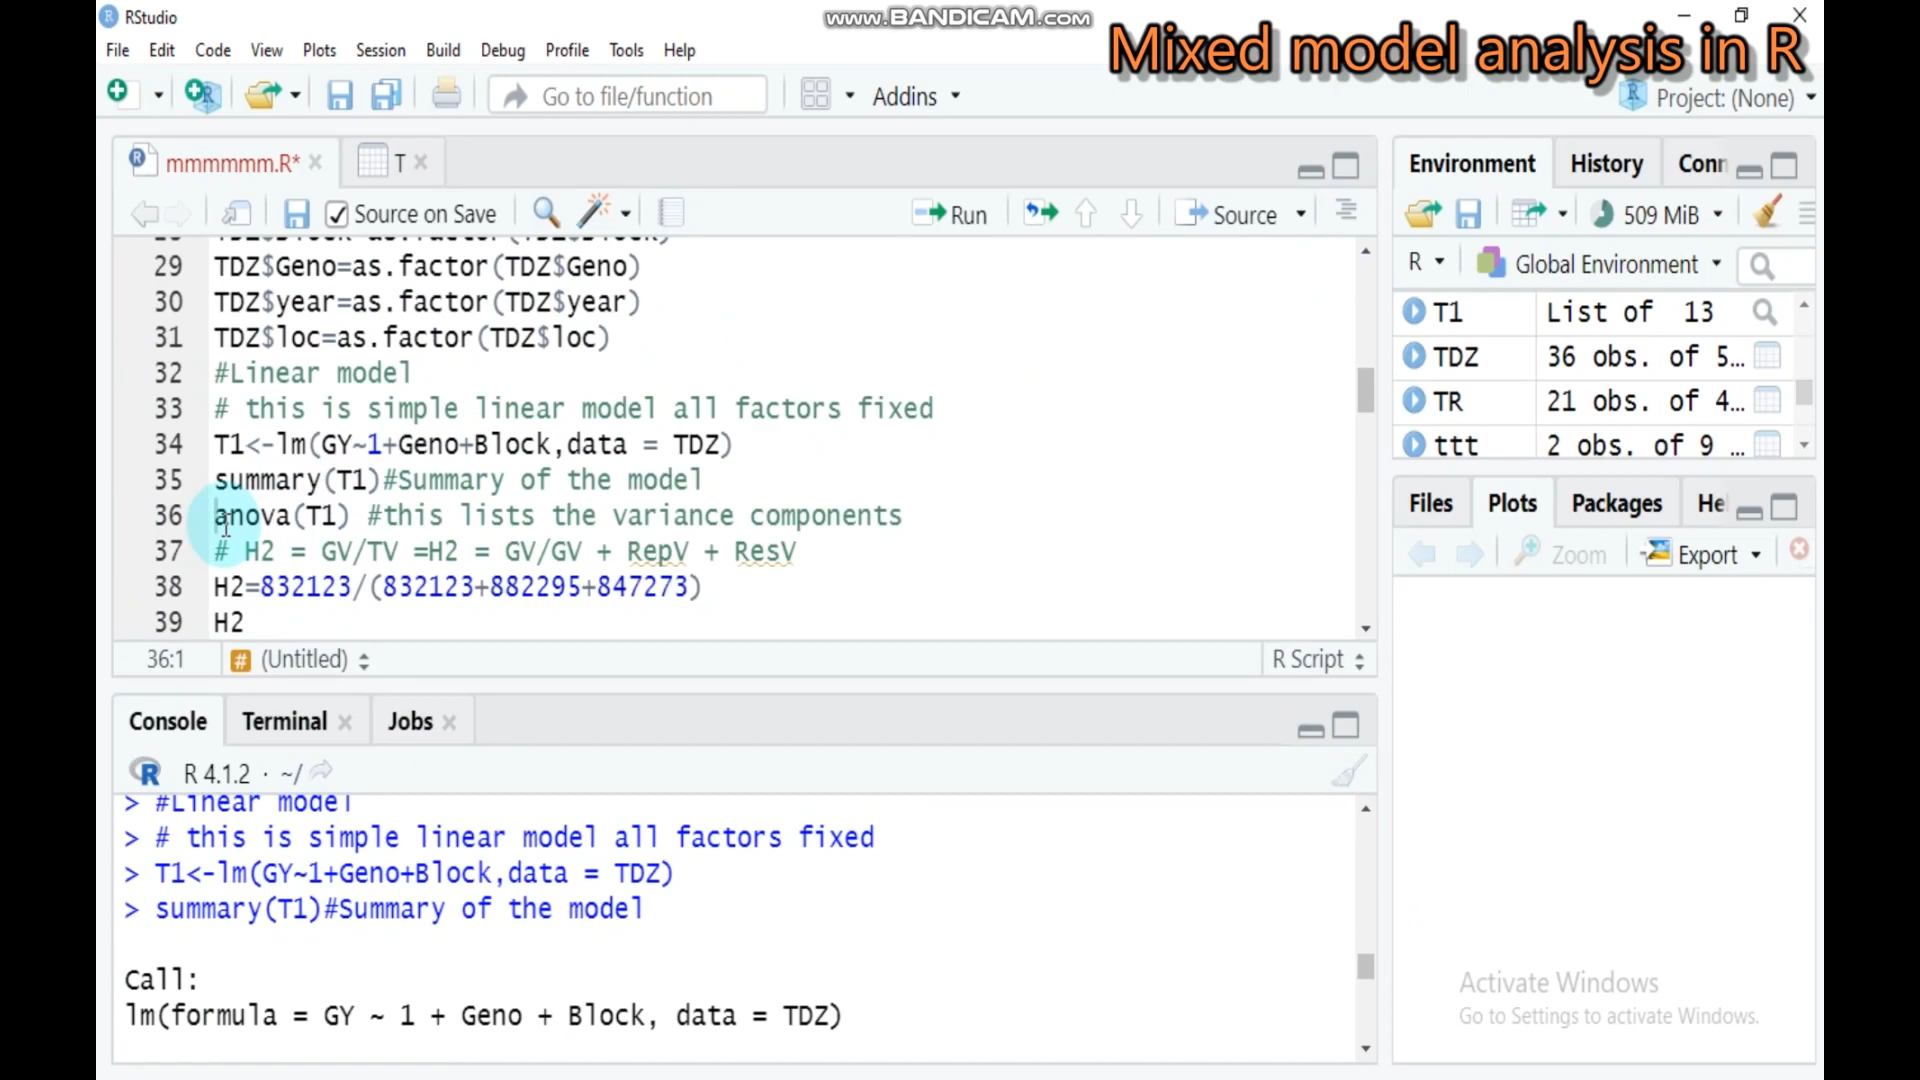 RStudio
www.BANDICAM.com
Mixed model analysis in R
File Edit Code View Plots Session Build Debug Profile Tools Help
Go to file/function
Addins
Project: (None)
mmmmmm.R*
T
Environment History Conn
Source on Save
Run
Source
509 MiB
R
Global Environment
29 TDZ$Geno=as.factor(TDZ$Geno)
30 TDZ$year=as.factor(TDZ$year)
31 TDZ$loc=as.factor(TDZ$loc)
32 #Linear model
33 # this is simple linear model all factors fixed
34 T1<-lm(GY~1+Geno+Block,data = TDZ)
35 summary(T1)#Summary of the model
36 anova(T1) #this lists the variance components
37 # H2 = GV/TV =H2 = GV/GV + RepV + ResV
38 H2=832123/(832123+882295+847273)
39 H2
36:1 (Untitled) R Script
T1 List of 13
TDZ 36 obs. of 5...
TR 21 obs. of 4...
ttt 2 obs. of 9 ...
Files Plots Packages He
Zoom Export
Console Terminal Jobs
R 4.1.2 · ~/
> #Linear model
> # this is simple linear model all factors fixed
> T1<-lm(GY~1+Geno+Block,data = TDZ)
> summary(T1)#Summary of the model
Call:
lm(formula = GY ~ 1 + Geno + Block, data = TDZ)
Activate Windows
Go to Settings to activate Windows.